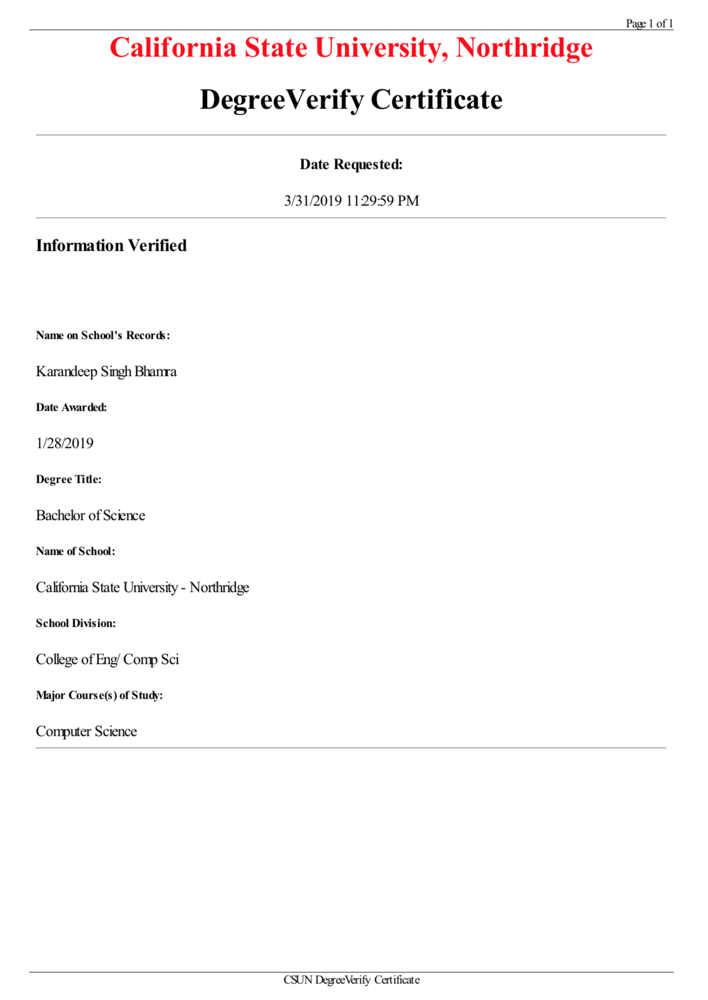 Page 1 of 1
California State University, Northridge
DegreeVerify Certificate
Date Requested:
3/31/2019 11:29:59 PM
Information Verified
Name on School's Records:
Karandeep Singh Bhamra
Date Awarded:
1/28/2019
Degree Title:
Bachelor of Science
Name of School:
California State University - Northridge
School Division:
College of Eng/ Comp Sci
Major Course(s) of Study:
Computer Science
CSUN DegreeVerify Certificate